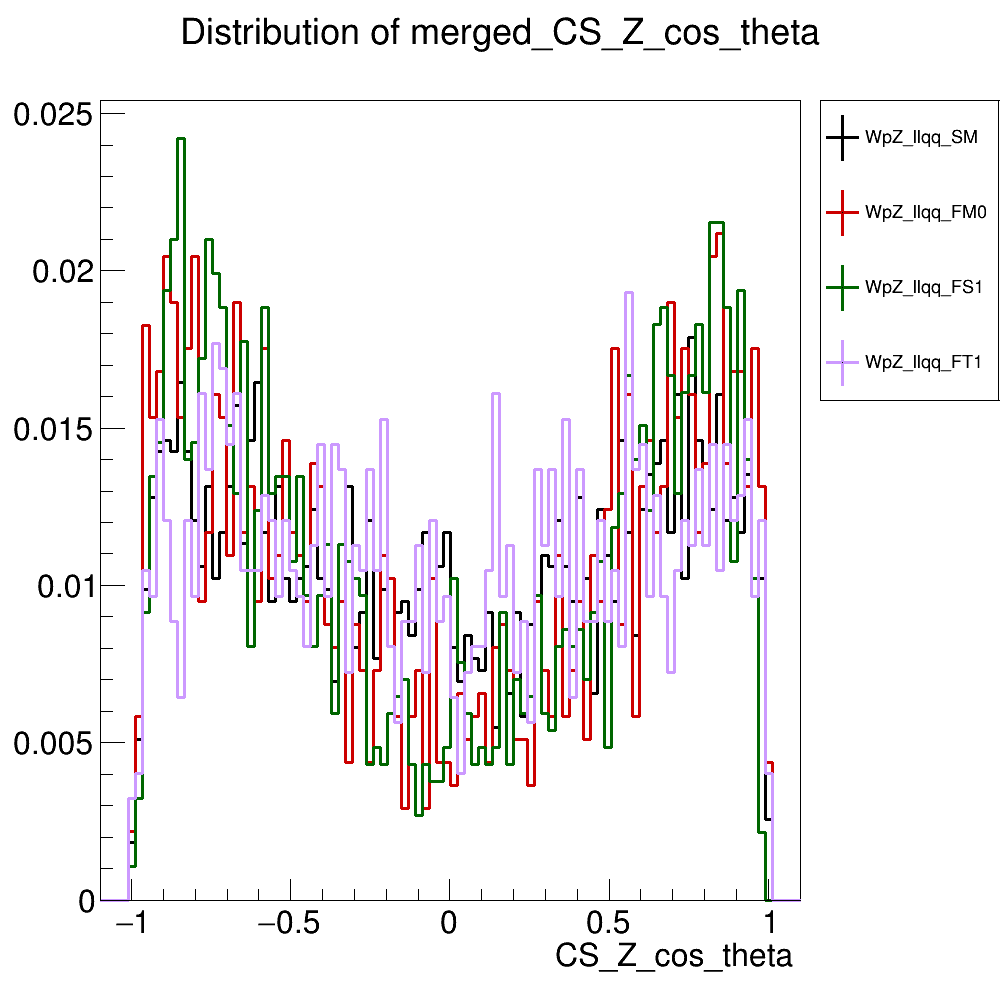 Distribution of merged_CS_Z_cos_theta
0.025
0.02
0.015
0.01
0.005
0
−1
−0.5
0
0.5
1
CS_Z_cos_theta
WpZ_llqq_SM
WpZ_llqq_FM0
WpZ_llqq_FS1
WpZ_llqq_FT1